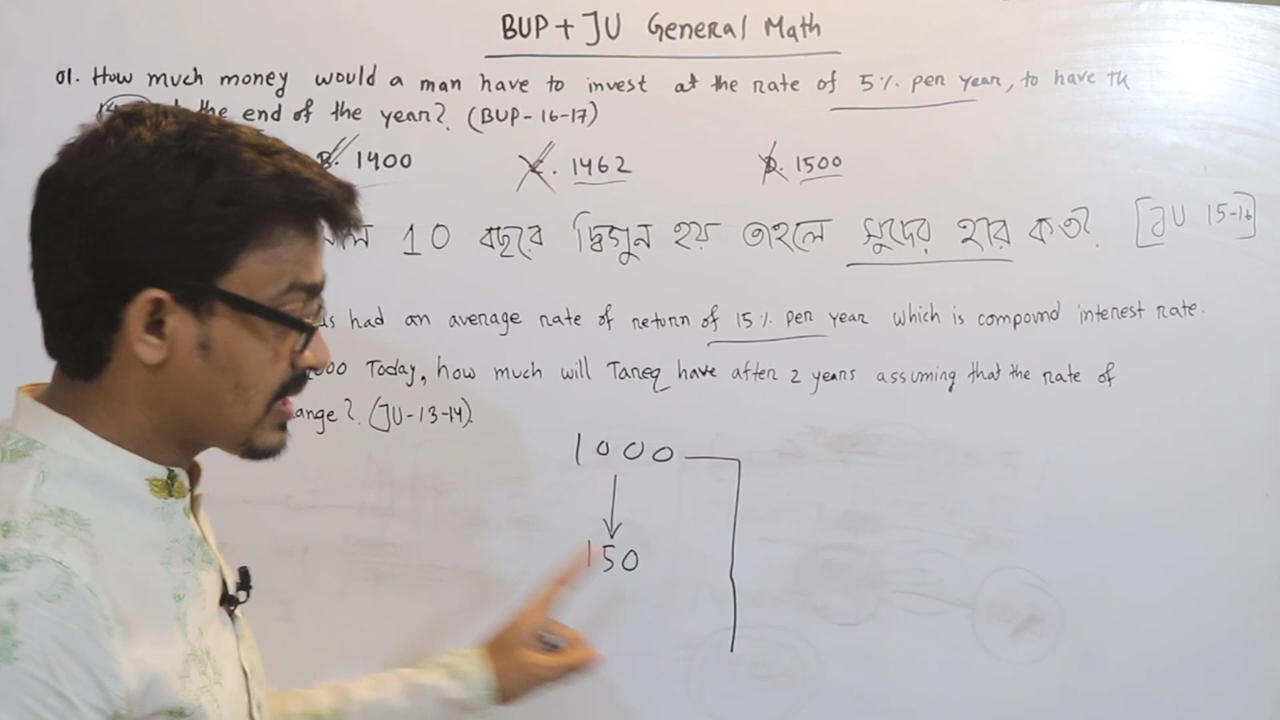 BUP + JU General Math
01. How much money would a man have to invest at the rate of 5% per year, to have tk
the end of the year? (BUP-16-17)
B. 1400 C. 1462 D. 1500
10 বছরে দ্বিগুন হয় তাহলে সুদের হার কত? [JU 15-16]
had an average rate of return of 15% per year which is compound interest rate.
Today, how much will Tareq have after 2 years assuming that the rate of
(JU-13-14).
1000
150